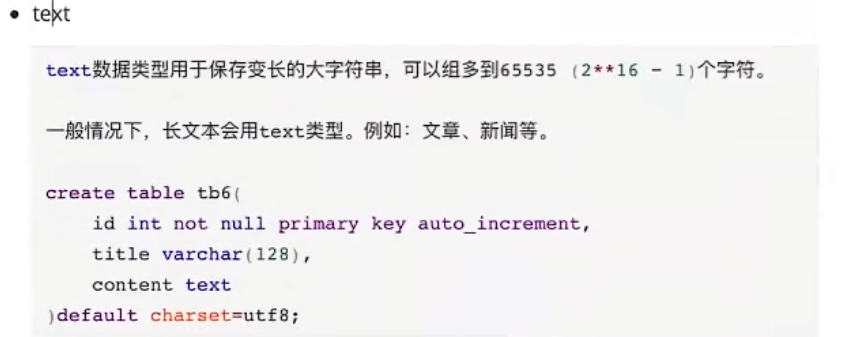 • text
text数据类型用于保存变长的大字符串，可以组多到65535 (2**16 - 1)个字符。
一般情况下，长文本会用text类型。例如：文章、新闻等。
create table tb6(
    id int not null primary key auto_increment,
    title varchar(128),
    content text
)default charset=utf8;